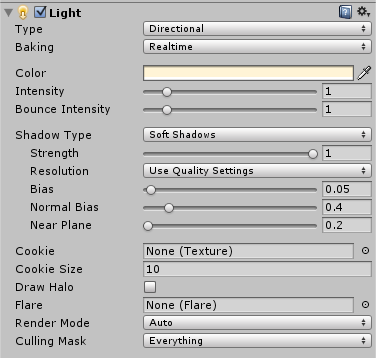 Light
Type Directional
Baking Realtime
Color
Intensity 1
Bounce Intensity 1
Shadow Type Soft Shadows
Strength 1
Resolution Use Quality Settings
Bias 0.05
Normal Bias 0.4
Near Plane 0.2
Cookie None (Texture)
Cookie Size 10
Draw Halo
Flare None (Flare)
Render Mode Auto
Culling Mask Everything